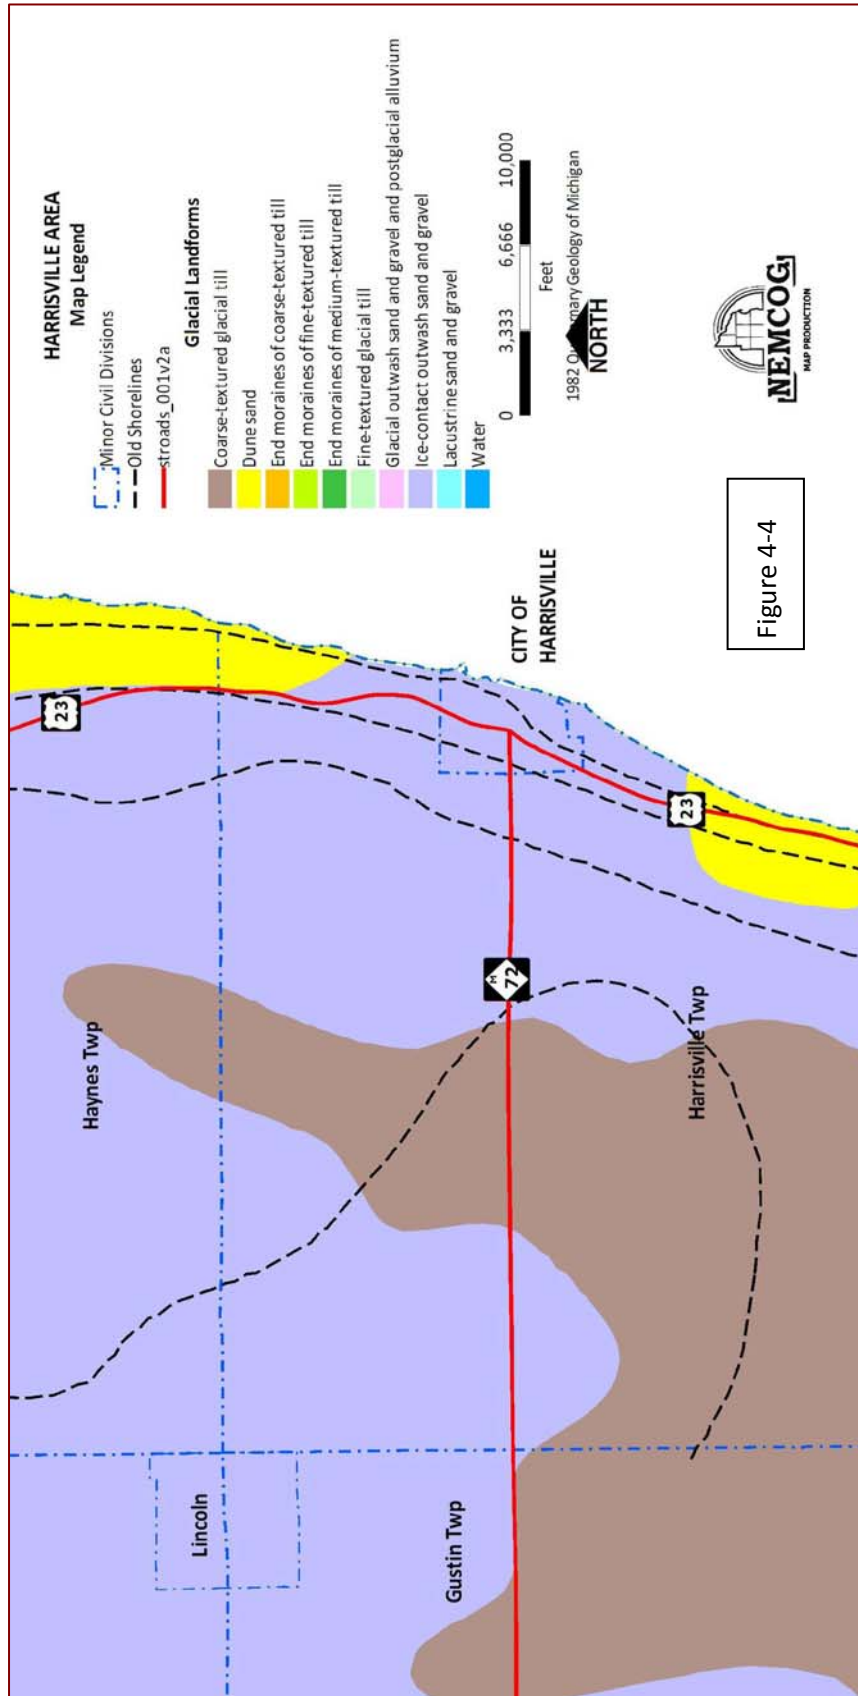 HARRISVILLE AREA
Map Legend
Minor Civil Divisions
Old Shorelines
stroads_001v2a
Glacial Landforms
Coarse-textured glacial till
Dune sand
End moraines of coarse-textured till
End moraines of fine-textured till
End moraines of medium-textured till
Fine-textured glacial till
Glacial outwash sand and gravel and postglacial alluvium
Ice-contact outwash sand and gravel
Lacustrine sand and gravel
Water
0 3,333 6,666 10,000
Feet
1982 Geology of Michigan
NORTH
NEMCOG
MAP PRODUCTION
Figure 4-4
CITY OF
HARRISVILLE
23
23
M
72
Haynes Twp
Harrisville Twp
Lincoln
Gustin Twp